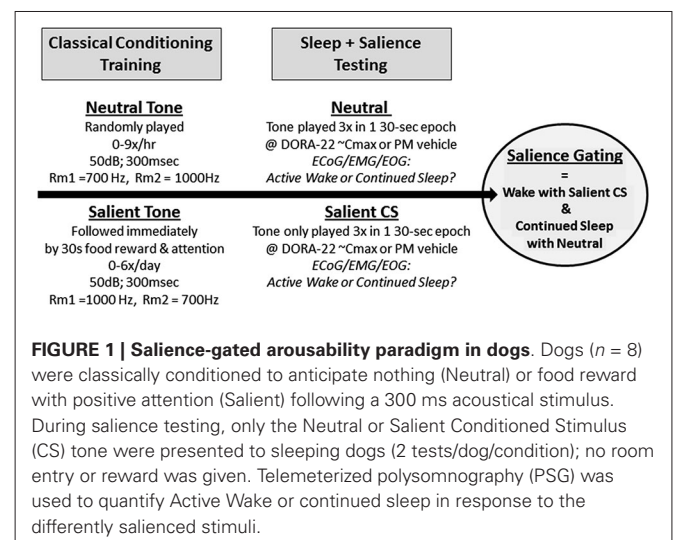 Classical Conditioning
Training
Sleep + Salience
Testing
Neutral Tone
Randomly played
0-9x/hr
50dB; 300msec
Rm1 =700 Hz, Rm2 = 1000Hz
Neutral
Tone played 3x in 1 30-sec epoch
@ DORA-22 ~Cmax or PM vehicle
ECoG/EMG/EOG:
Active Wake or Continued Sleep?
Salient Tone
Followed immediately
by 30s food reward & attention
0-6x/day
50dB; 300msec
Rm1 =1000 Hz, Rm2 = 700Hz
Salient CS
Tone only played 3x in 1 30-sec epoch
@ DORA-22 ~Cmax or PM vehicle
ECoG/EMG/EOG:
Active Wake or Continued Sleep?
Salience Gating
=
Wake with Salient CS
&
Continued Sleep
with Neutral
FIGURE 1 | Salience-gated arousability paradigm in dogs. Dogs (n = 8)
were classically conditioned to anticipate nothing (Neutral) or food reward
with positive attention (Salient) following a 300 ms acoustical stimulus.
During salience testing, only the Neutral or Salient Conditioned Stimulus
(CS) tone were presented to sleeping dogs (2 tests/dog/condition); no room
entry or reward was given. Telemeterized polysomnography (PSG) was
used to quantify Active Wake or continued sleep in response to the
differently salienced stimuli.